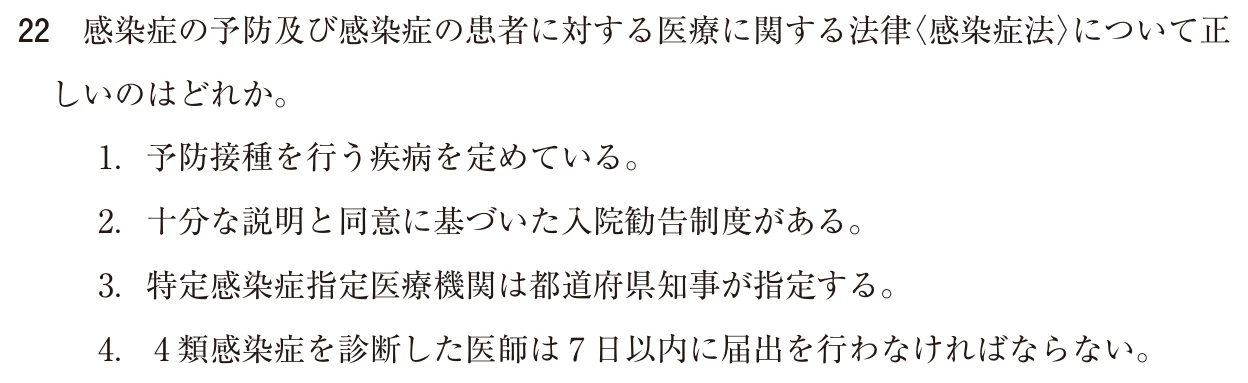 22　感染症の予防及び感染症の患者に対する医療に関する法律〈感染症法〉について正
しいのはどれか。
1. 予防接種を行う疾病を定めている。
2. 十分な説明と同意に基づいた入院勧告制度がある。
3. 特定感染症指定医療機関は都道府県知事が指定する。
4. 4類感染症を診断した医師は7日以内に届出を行わなければならない。